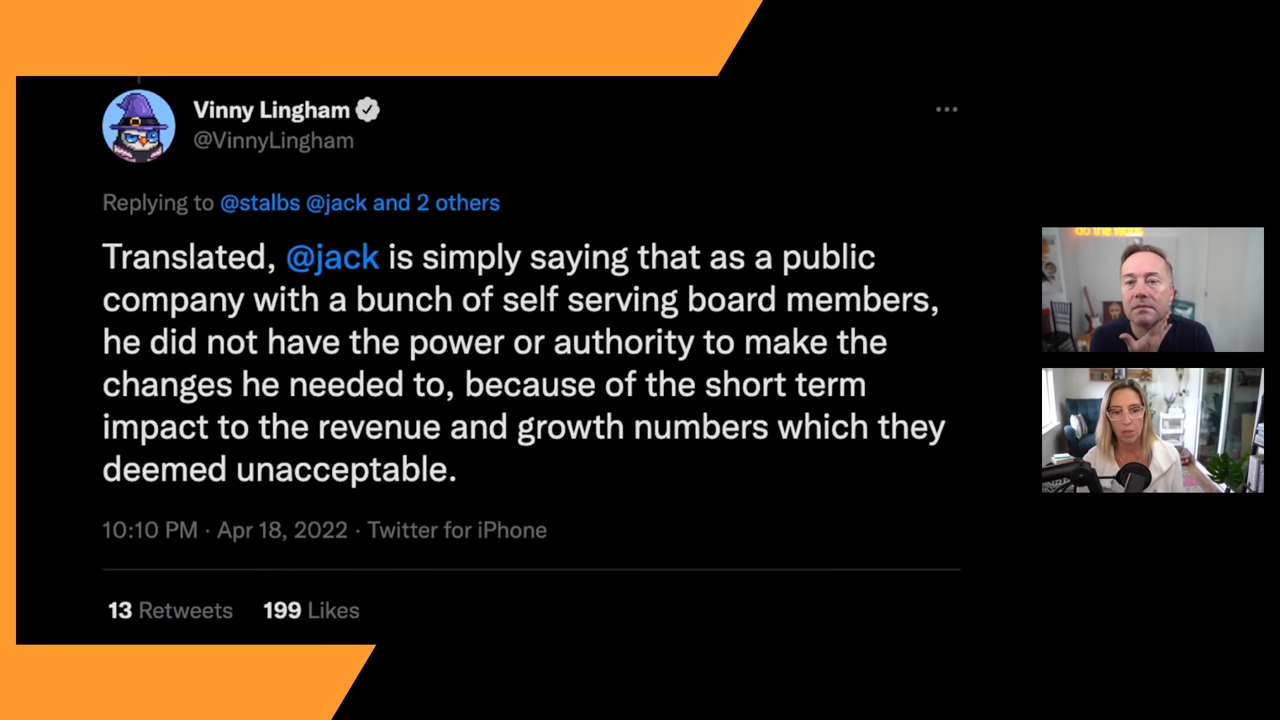 Vinny Lingham
@VinnyLingham
Replying to @stalbs @jack and 2 others
Translated, @jack is simply saying that as a public
company with a bunch of self serving board members,
he did not have the power or authority to make the
changes he needed to, because of the short term
impact to the revenue and growth numbers which they
deemed unacceptable.
10:10 PM · Apr 18, 2022 · Twitter for iPhone
13 Retweets 199 Likes